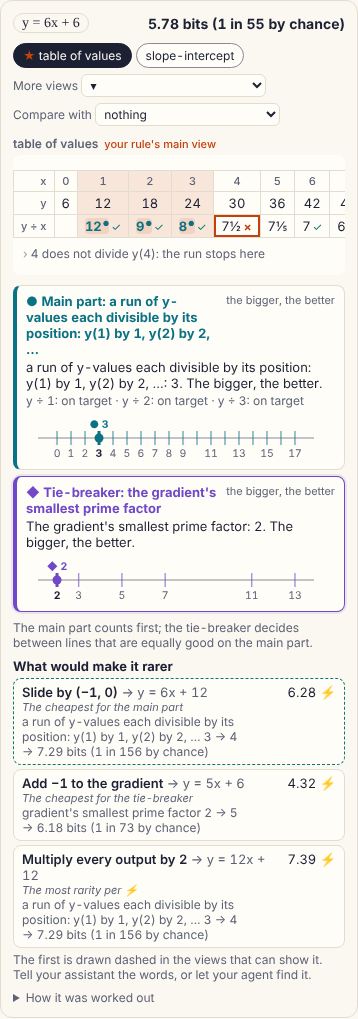 y = 6x + 6
5.78 bits (1 in 55 by chance)
★ table of values
slope-intercept
More views ▾
Compare with nothing
table of values your rule's main view
x 0 1 2 3 4 5 6
y 6 12 18 24 30 36 42 4
y ÷ x 12 ✓ 9 ✓ 8 ✓ 7½ × 7⅕ 7 ✓ 6
› 4 does not divide y(4): the run stops here
● Main part: a run of y-
values each divisible by its
position: y(1) by 1, y(2) by 2,
…
the bigger, the better
a run of y-values each divisible by its position:
y(1) by 1, y(2) by 2, …: 3. The bigger, the better.
y ÷ 1: on target · y ÷ 2: on target · y ÷ 3: on target
● 3
0 1 2 3 4 5 6 7 8 9 11 13 15 17
◆ Tie-breaker: the gradient's
smallest prime factor
the bigger, the better
The gradient's smallest prime factor: 2. The
bigger, the better.
◆ 2
2 3 5 7 11 13
The main part counts first; the tie-breaker decides
between lines that are equally good on the main part.
What would make it rarer
Slide by (−1, 0) → y = 6x + 12 6.28 ⚡
The cheapest for the main part
a run of y-values each divisible by its
position: y(1) by 1, y(2) by 2, … 3 → 4
→ 7.29 bits (1 in 156 by chance)
Add −1 to the gradient → y = 5x + 6 4.32 ⚡
The cheapest for the tie-breaker
gradient's smallest prime factor 2 → 5
→ 6.18 bits (1 in 73 by chance)
Multiply every output by 2 → y = 12x + 7.39 ⚡
12
The most rarity per ⚡
a run of y-values each divisible by its
position: y(1) by 1, y(2) by 2, … 3 → 4
→ 7.29 bits (1 in 156 by chance)
The first is drawn dashed in the views that can show it.
Tell your assistant the words, or let your agent find it.
▶ How it was worked out